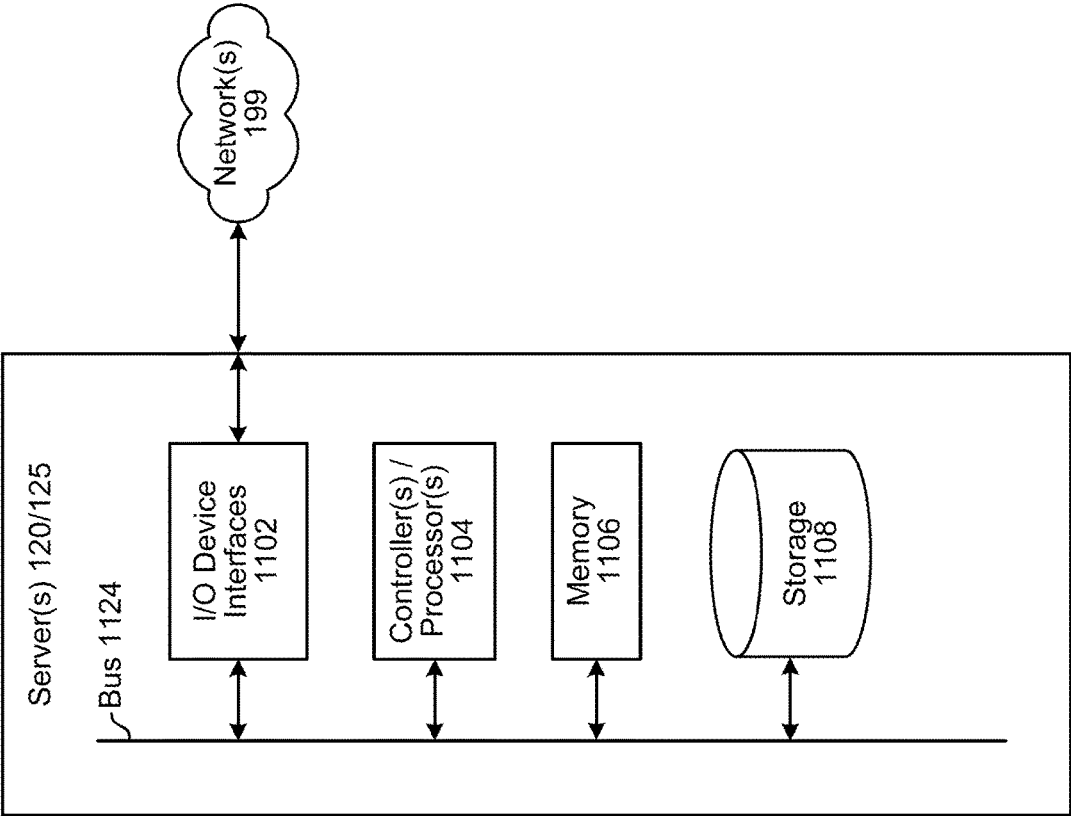 Server(s) 120/125
Bus 1124
I/O Device
Interfaces
1102
Network(s)
199
Controller(s) /
Processor(s)
1104
Memory
1106
Storage
1108